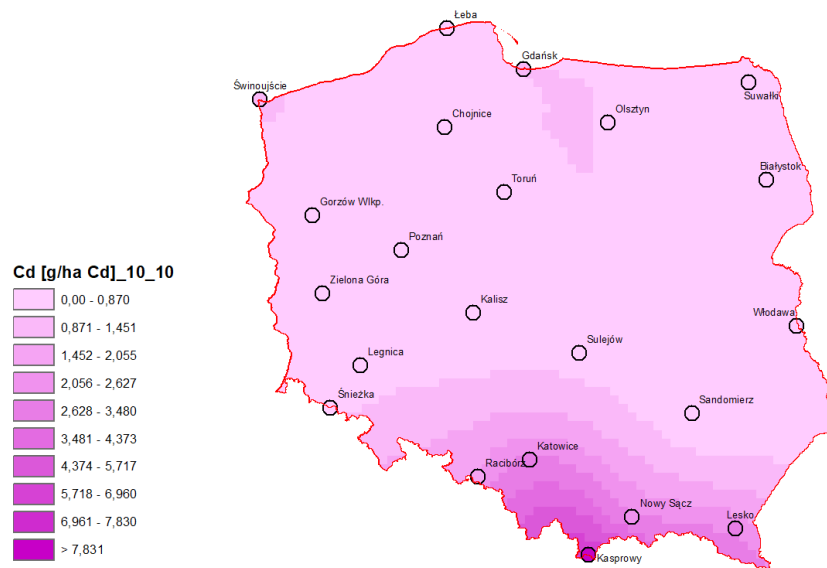 Łeba
Gdańsk
Świnoujście
Suwałki
Chojnice
Olsztyn
Białystok
Toruń
Gorzów Wlkp.
Poznań
Cd [g/ha Cd]_10_10
0,00 - 0,870
0,871 - 1,451
1,452 - 2,055
2,056 - 2,627
2,628 - 3,480
3,481 - 4,373
4,374 - 5,717
5,718 - 6,960
6,961 - 7,830
> 7,831
Zielona Góra
Kalisz
Włodawa
Sulejów
Legnica
Śnieżka
Sandomierz
Katowice
Racibórz
Nowy Sącz
Lesko
Kasprowy